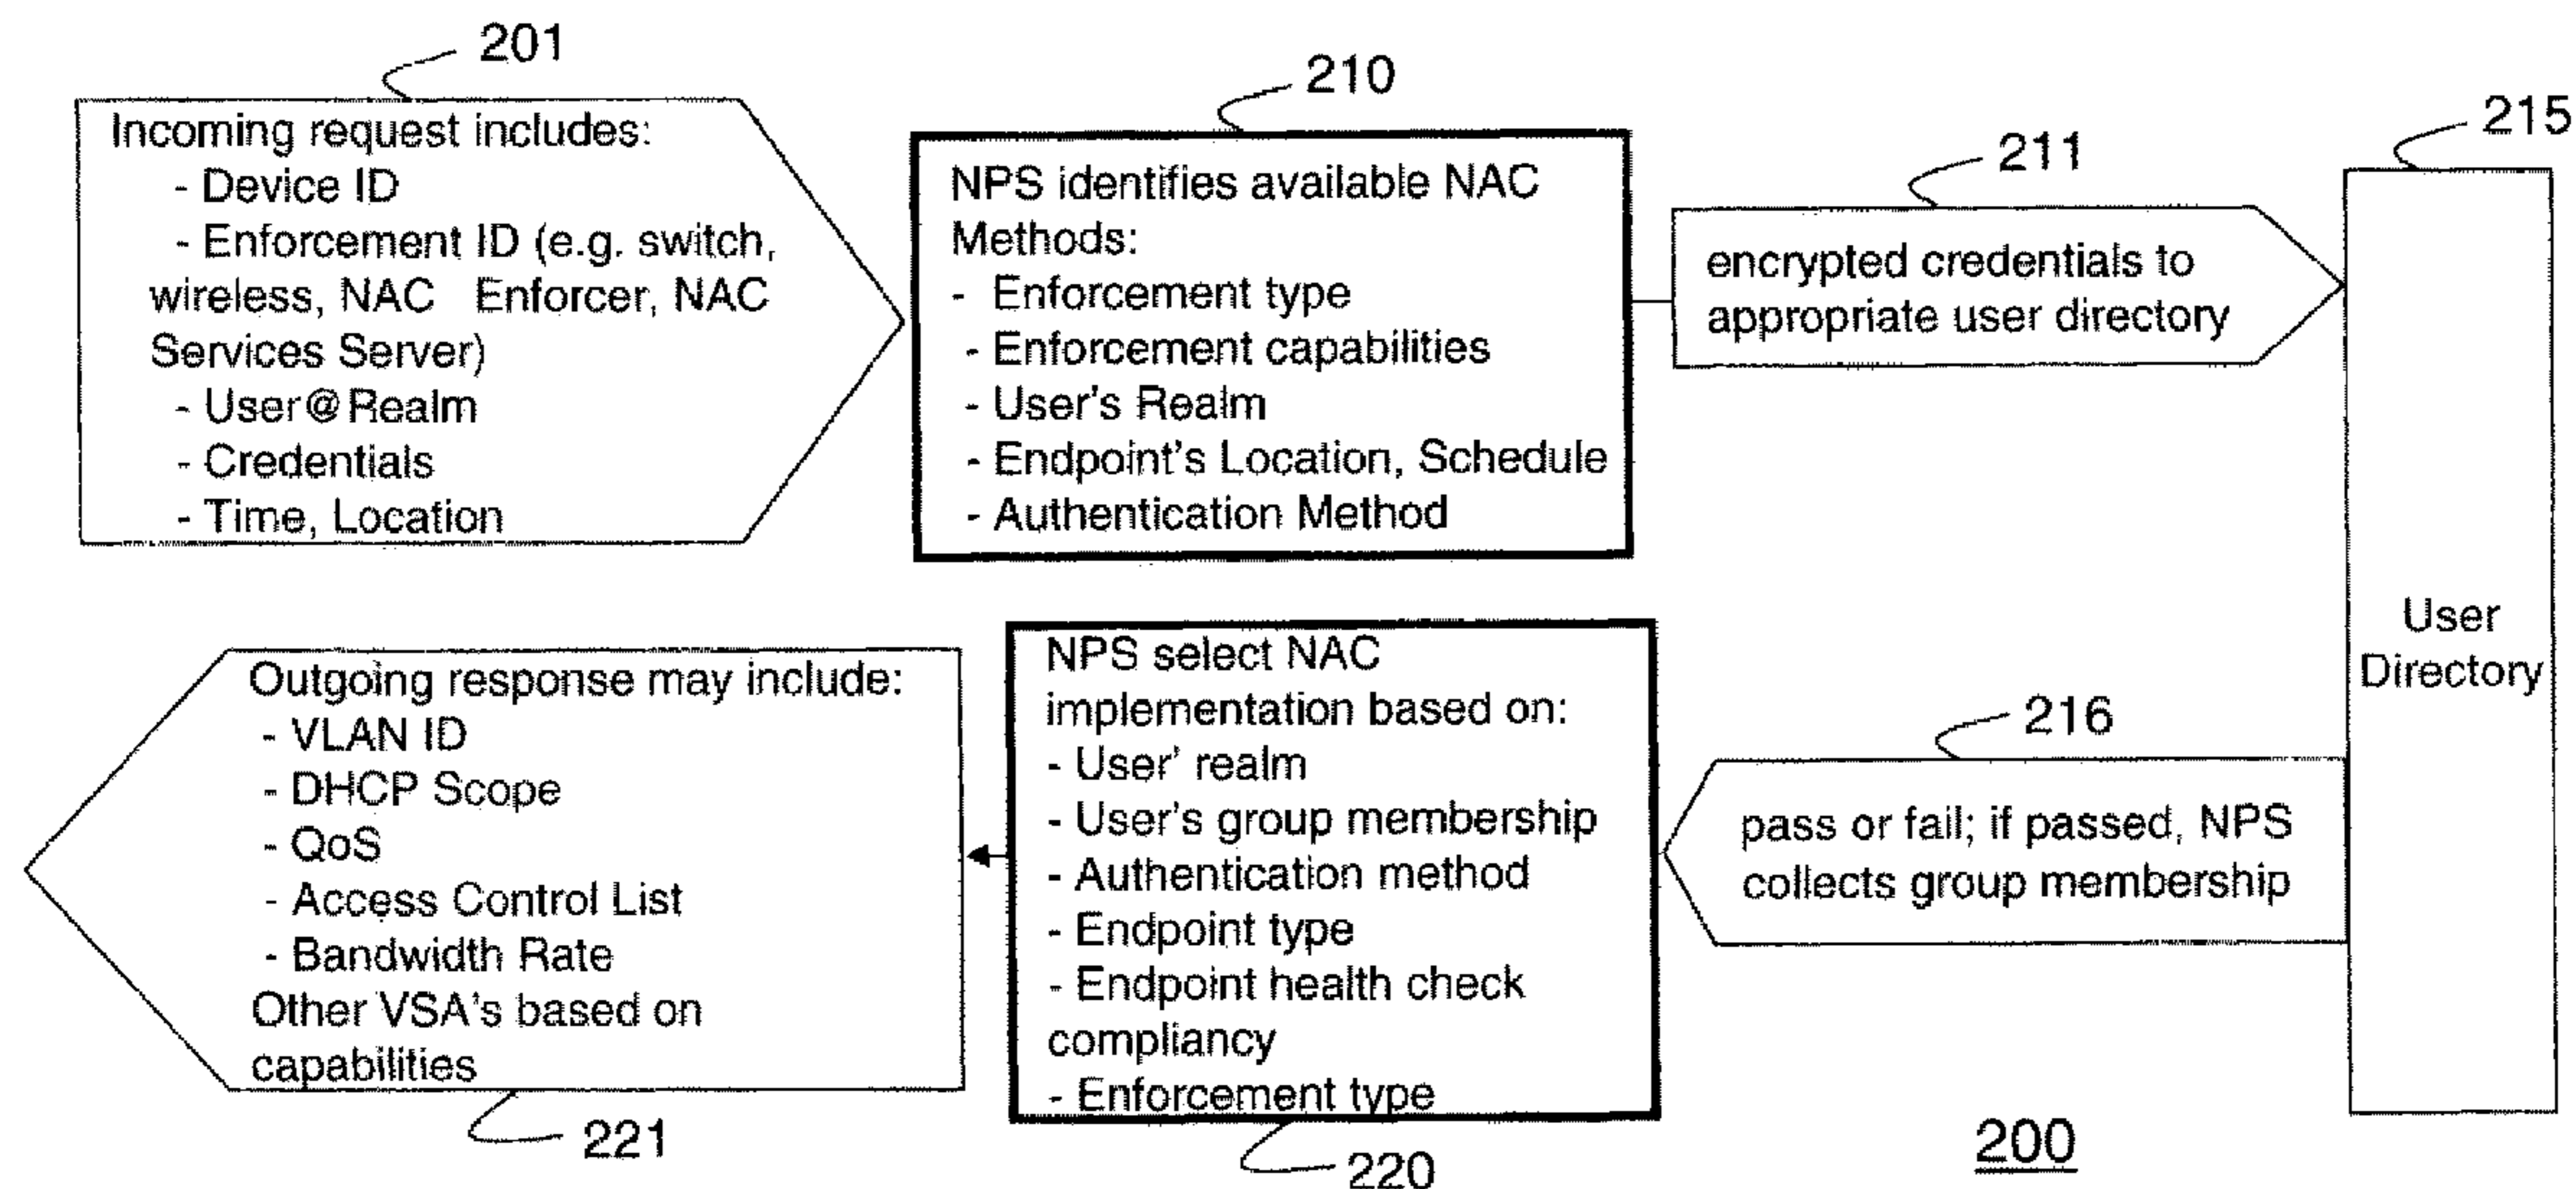 201
Incoming request includes:
- Device ID
- Enforcement ID (e.g. switch,
wireless, NAC Enforcer, NAC
Services Server)
- User@Realm
- Credentials
- Time, Location
210
NPS identifies available NAC
Methods:
- Enforcement type
- Enforcement capabilities
- User's Realm
- Endpoint's Location, Schedule
- Authentication Method
211
encrypted credentials to
appropriate user directory
215
User
Directory
216
pass or fail; if passed, NPS
collects group membership
NPS select NAC
implementation based on:
- User' realm
- User's group membership
- Authentication method
- Endpoint type
- Endpoint health check
compliancy
- Enforcement type
220
Outgoing response may include:
- VLAN ID
- DHCP Scope
- QoS
- Access Control List
- Bandwidth Rate
Other VSA's based on
capabilities
221
200